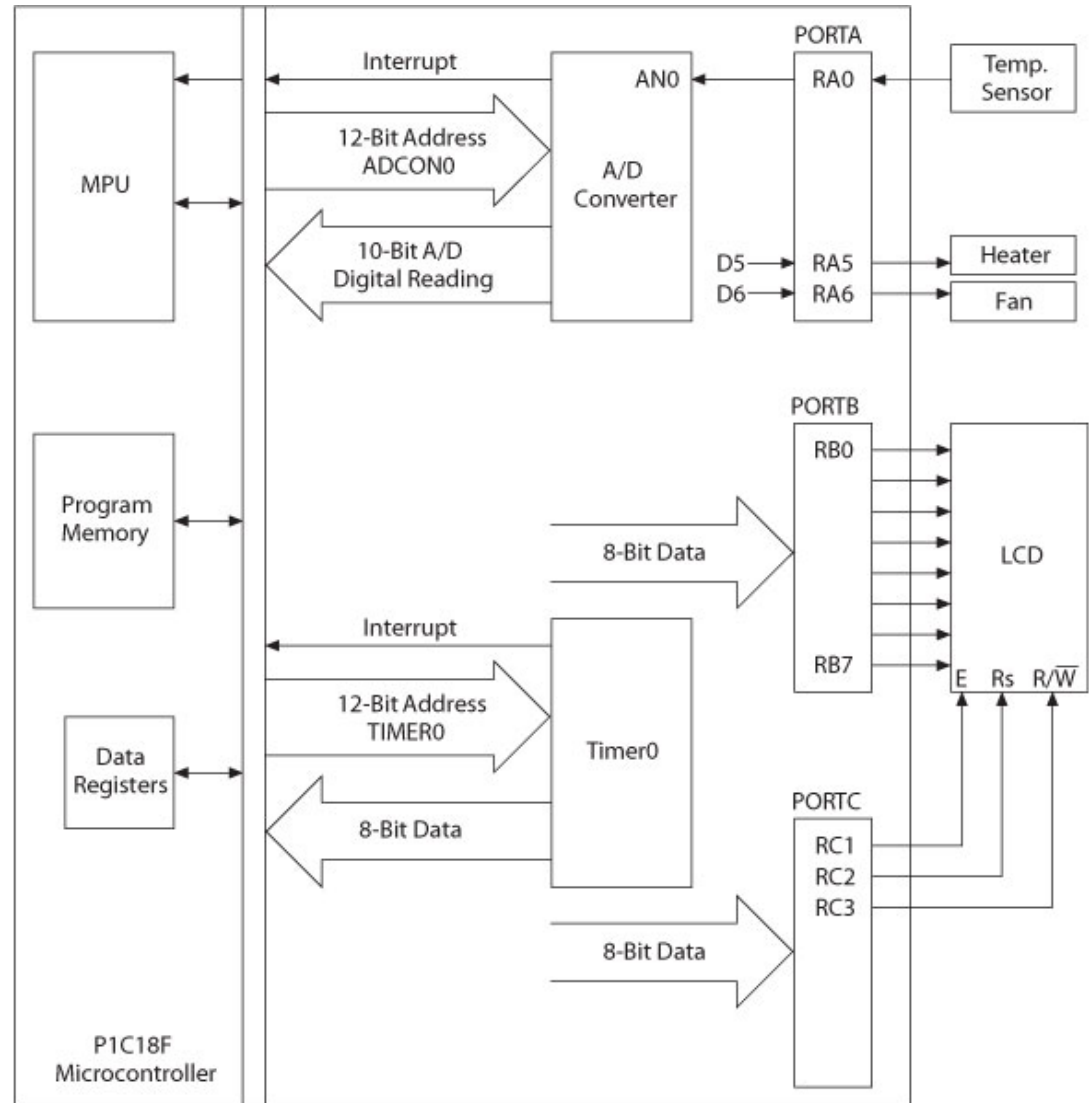 PORTA
Interrupt
AN0
RA0
Temp.
Sensor
12-Bit Address
ADCON0
MPU
A/D
Converter
10-Bit A/D
Digital Reading
D5
RA5
Heater
D6
RA6
Fan
PORTB
RB0
Program
Memory
8-Bit Data
LCD
Interrupt
RB7
E Rs R/W̅
12-Bit Address
TIMER0
Timer0
Data
Registers
8-Bit Data
PORTC
RC1
RC2
RC3
8-Bit Data
P1C18F
Microcontroller